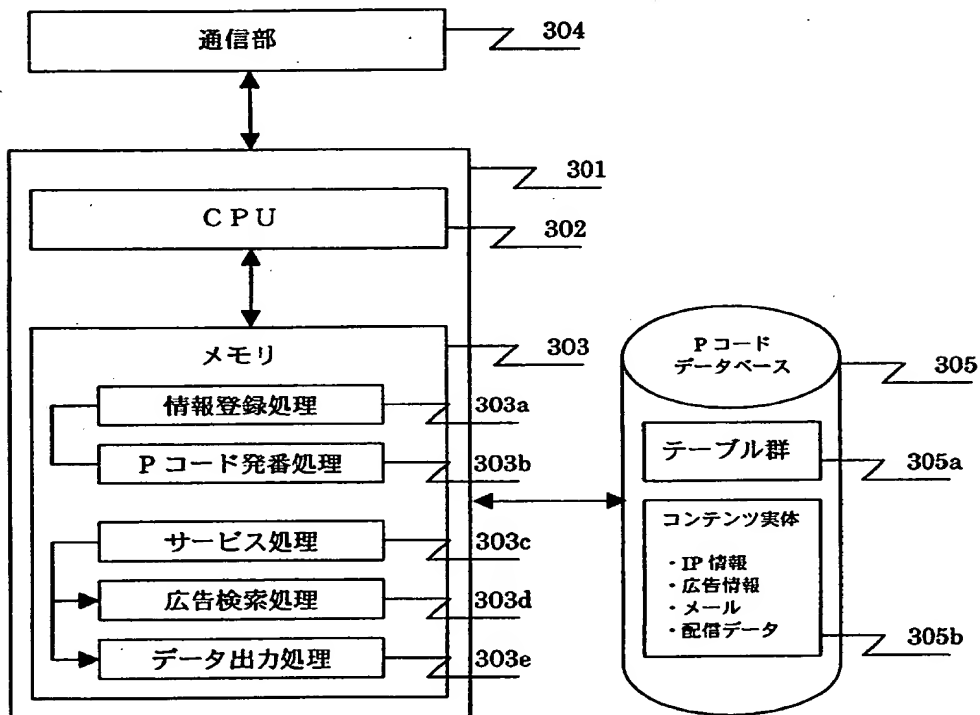 通信部
304
301
CPU
302
メモリ
303
情報登録処理
303a
Pコード発番処理
303b
サービス処理
303c
広告検索処理
303d
データ出力処理
303e
Pコード
データベース
305
テーブル群
305a
コンテンツ実体
・IP情報
・広告情報
・メール
・配信データ
305b